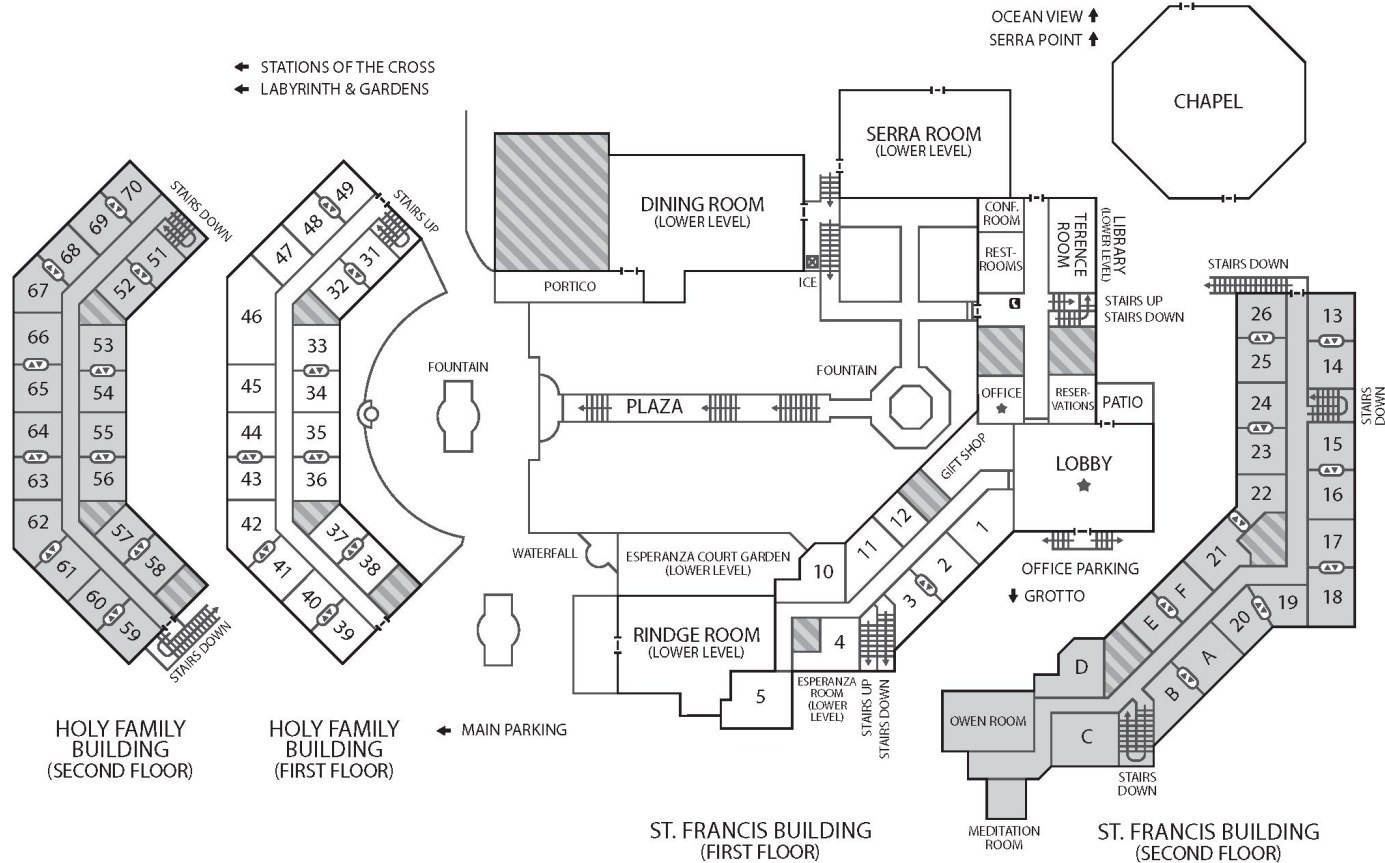 OCEAN VIEW ↑
SERRA POINT ↑
CHAPEL
← STATIONS OF THE CROSS
← LABYRINTH & GARDENS
70
69
68
67
66
65
64
63
62
61
60
59
STAIRS DOWN
51
52
53
54
55
56
57
58
STAIRS DOWN
HOLY FAMILY
BUILDING
(SECOND FLOOR)
49
48
47
46
45
44
43
42
41
40
39
STAIRS UP
31
32
33
34
35
36
37
38
HOLY FAMILY
BUILDING
(FIRST FLOOR)
FOUNTAIN
← MAIN PARKING
SERRA ROOM
(LOWER LEVEL)
DINING ROOM
(LOWER LEVEL)
PORTICO
ICE
CONF.
ROOM
REST-
ROOMS
TERENCE
ROOM
LIBRARY
(LOWER LEVEL)
STAIRS UP
STAIRS DOWN
FOUNTAIN
PLAZA
OFFICE
RESER-
VATIONS
PATIO
LOBBY
GIFT SHOP
12
11
10
1
2
3
4
5
OFFICE PARKING
↓ GROTTO
WATERFALL
ESPERANZA COURT GARDEN
(LOWER LEVEL)
RINDGE ROOM
(LOWER LEVEL)
ESPERANZA
ROOM
(LOWER
LEVEL)
STAIRS UP
STAIRS DOWN
ST. FRANCIS BUILDING
(FIRST FLOOR)
STAIRS DOWN
26
25
24
23
22
21
F
E
D
13
14
STAIRS
DOWN
15
16
17
18
19
20
A
B
C
OWEN ROOM
STAIRS
DOWN
MEDITATION
ROOM
ST. FRANCIS BUILDING
(SECOND FLOOR)